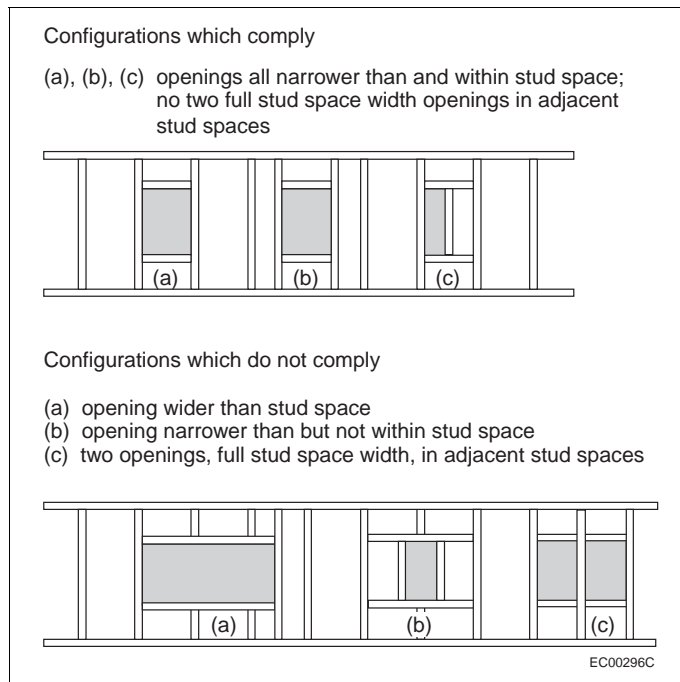 Configurations which comply
(a), (b), (c) openings all narrower than and within stud space;
no two full stud space width openings in adjacent
stud spaces
(a) (b) (c)
Configurations which do not comply
(a) opening wider than stud space
(b) opening narrower than but not within stud space
(c) two openings, full stud space width, in adjacent stud spaces
(a) (b) (c)
EC00296C